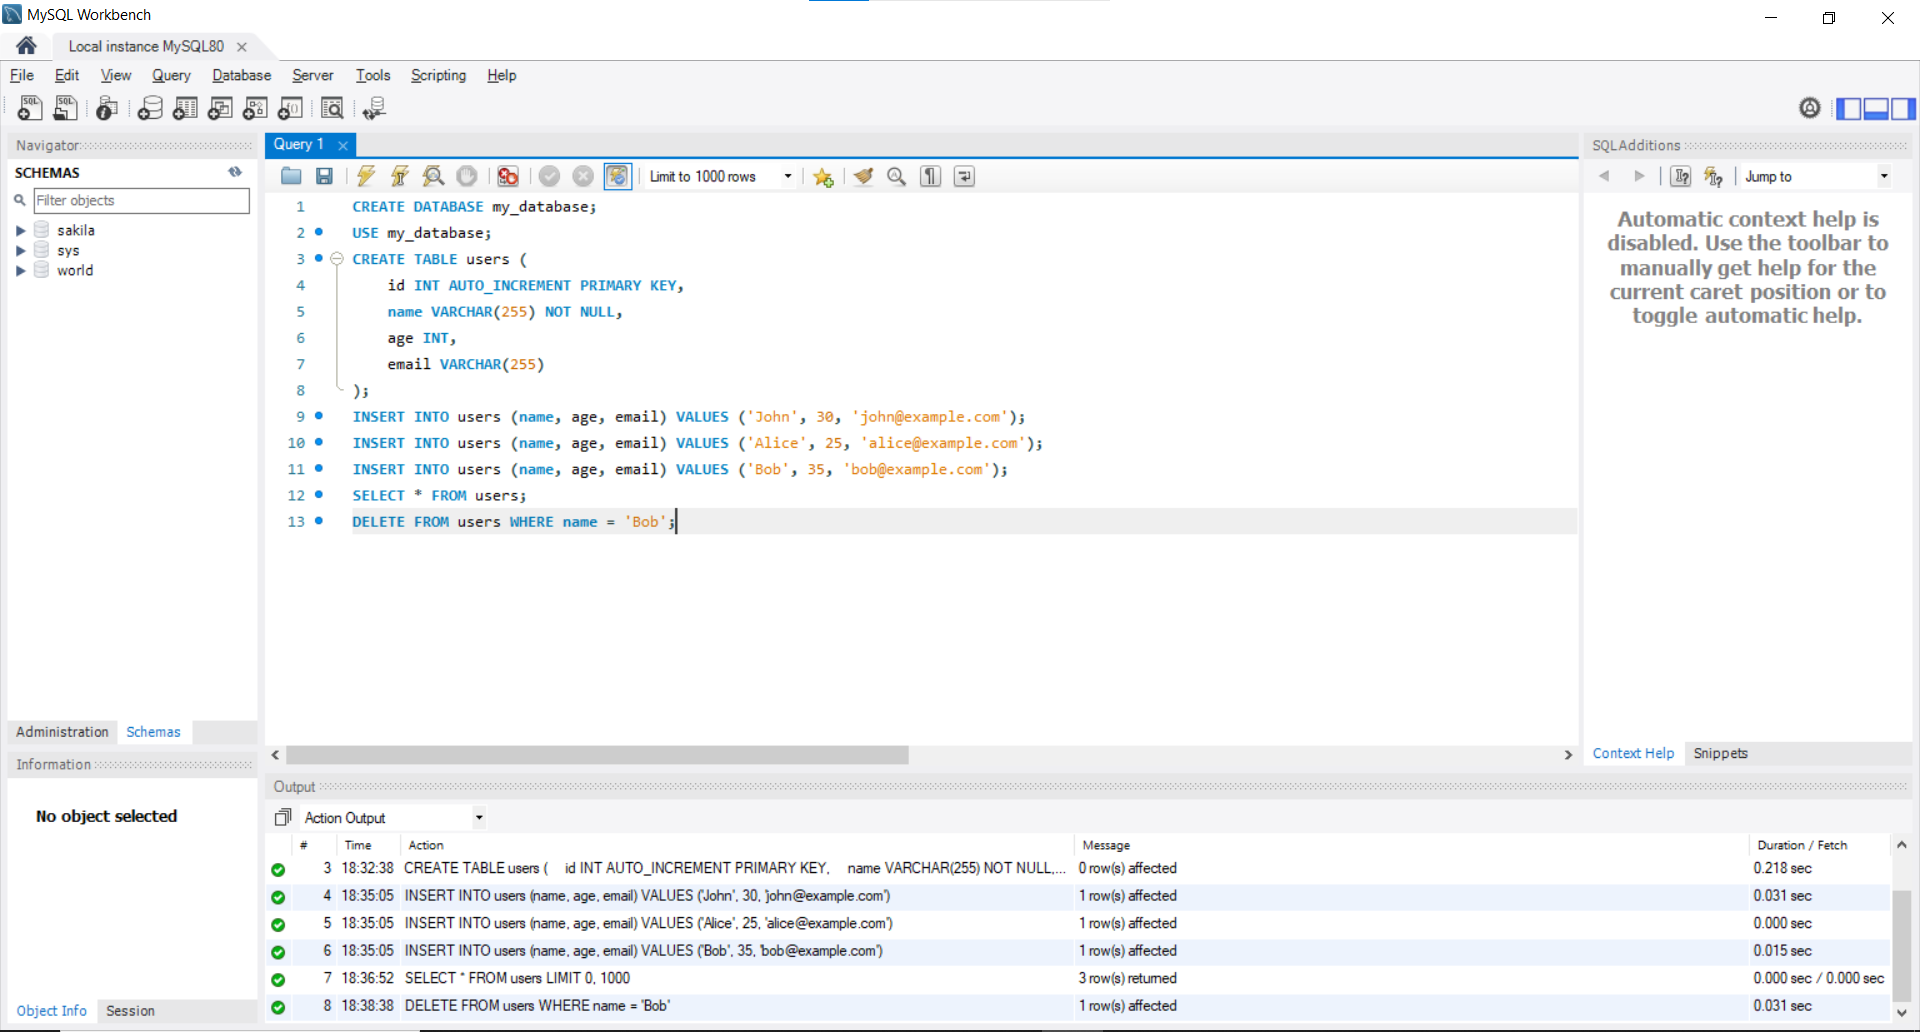 MySQL Workbench
Local instance MySQL80
File Edit View Query Database Server Tools Scripting Help
Navigator
SCHEMAS
Filter objects
sakila
sys
world
Administration Schemas
Information
No object selected
Object Info Session
Query 1
Limit to 1000 rows
1 CREATE DATABASE my_database;
2 USE my_database;
3 CREATE TABLE users (
4 id INT AUTO_INCREMENT PRIMARY KEY,
5 name VARCHAR(255) NOT NULL,
6 age INT,
7 email VARCHAR(255)
8 );
9 INSERT INTO users (name, age, email) VALUES ('John', 30, 'john@example.com');
10 INSERT INTO users (name, age, email) VALUES ('Alice', 25, 'alice@example.com');
11 INSERT INTO users (name, age, email) VALUES ('Bob', 35, 'bob@example.com');
12 SELECT * FROM users;
13 DELETE FROM users WHERE name = 'Bob';
SQLAdditions
Jump to
Automatic context help is
disabled. Use the toolbar to
manually get help for the
current caret position or to
toggle automatic help.
Context Help Snippets
Output
Action Output
# Time Action Message Duration / Fetch
3 18:32:38 CREATE TABLE users ( id INT AUTO_INCREMENT PRIMARY KEY, name VARCHAR(255) NOT NULL,... 0 row(s) affected 0.218 sec
4 18:35:05 INSERT INTO users (name, age, email) VALUES ('John', 30, 'john@example.com') 1 row(s) affected 0.031 sec
5 18:35:05 INSERT INTO users (name, age, email) VALUES ('Alice', 25, 'alice@example.com') 1 row(s) affected 0.000 sec
6 18:35:05 INSERT INTO users (name, age, email) VALUES ('Bob', 35, 'bob@example.com') 1 row(s) affected 0.015 sec
7 18:36:52 SELECT * FROM users LIMIT 0, 1000 3 row(s) returned 0.000 sec / 0.000 sec
8 18:38:38 DELETE FROM users WHERE name = 'Bob' 1 row(s) affected 0.031 sec